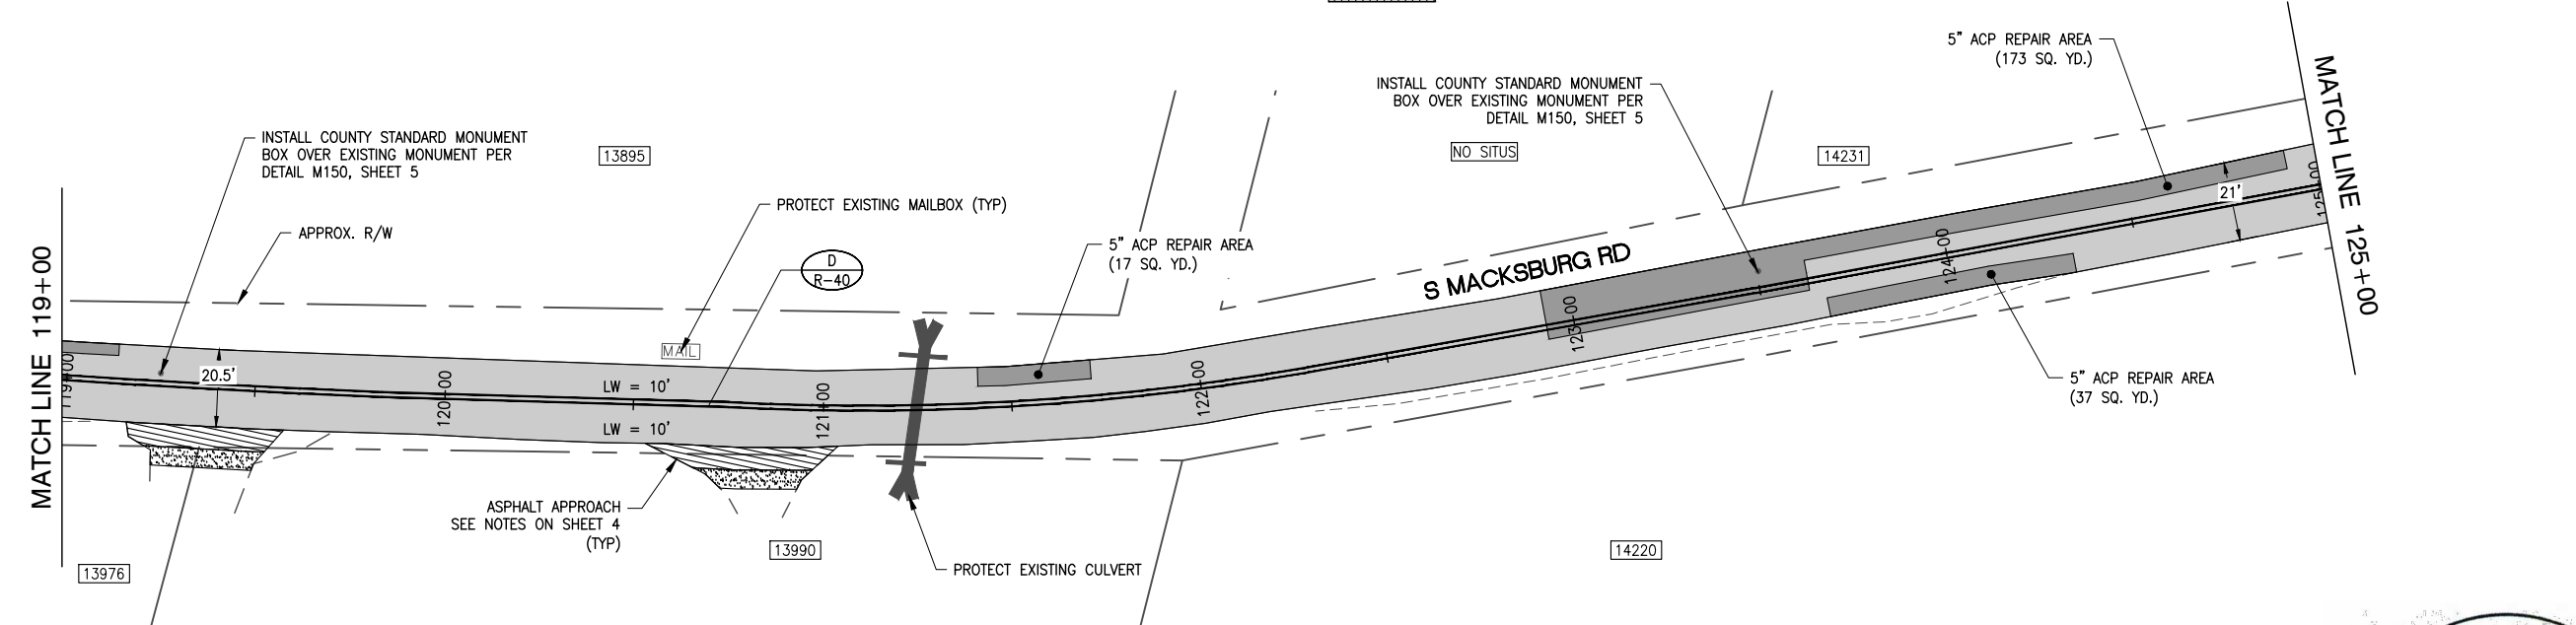 5" ACP REPAIR AREA
(173 SQ. YD.)
INSTALL COUNTY STANDARD MONUMENT
BOX OVER EXISTING MONUMENT PER
DETAIL M150, SHEET 5
MATCH LINE 125+00
INSTALL COUNTY STANDARD MONUMENT
BOX OVER EXISTING MONUMENT PER
DETAIL M150, SHEET 5
13895
NO SITUS
14231
PROTECT EXISTING MAILBOX (TYP)
APPROX. R/W
D
R-40
5" ACP REPAIR AREA
(17 SQ. YD.)
S MACKSBURG RD
21'
125+00
124+00
123+00
122+00
MATCH LINE 119+00
119+00
20.5'
MAIL
LW = 10'
LW = 10'
120+00
121+00
5" ACP REPAIR AREA
(37 SQ. YD.)
ASPHALT APPROACH
SEE NOTES ON SHEET 4
(TYP)
13990
14220
PROTECT EXISTING CULVERT
13976